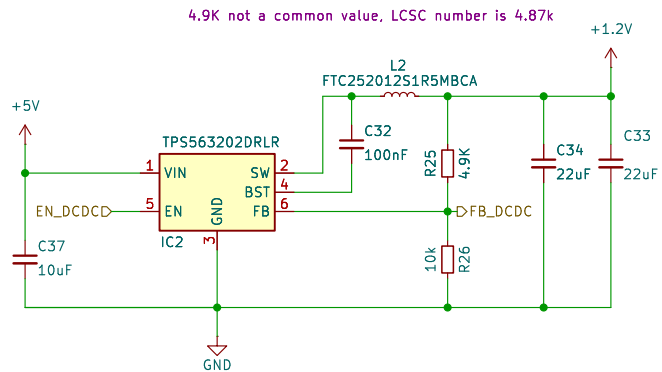 4.9K not a common value, LCSC number is 4.87k
+1.2V
L2
FTC252012S1R5MBCA
+5V
TPS563202DRLR
C32
100nF
R25
4.9K
C34
22uF
C33
22uF
1
VIN
SW
2
BST
4
EN_DCDC
5
EN
GND
FB
6
FB_DCDC
3
IC2
C37
10uF
10k
R26
GND